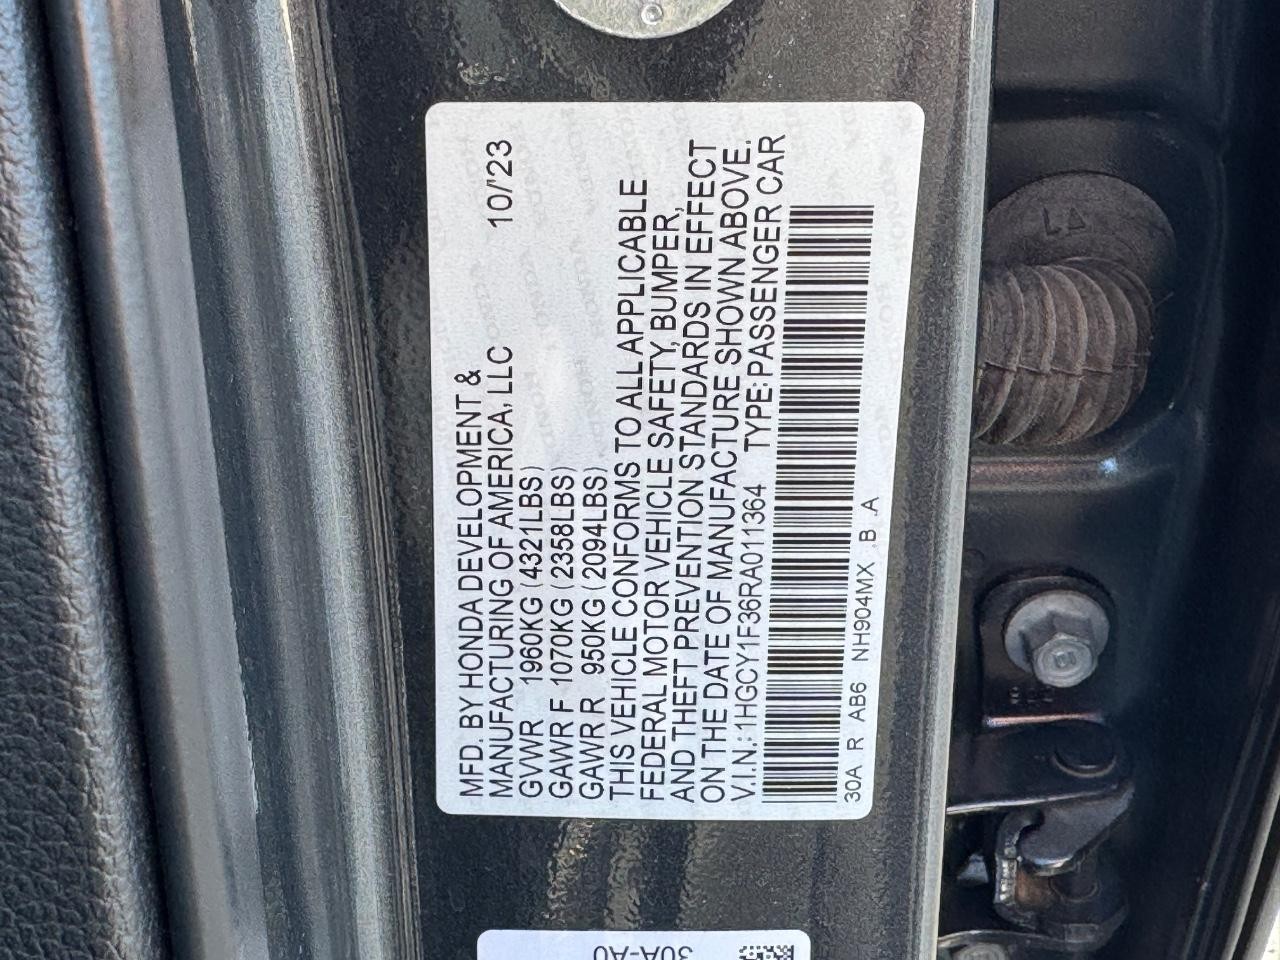 MFD. BY HONDA DEVELOPMENT &
MANUFACTURING OF AMERICA, LLC 10/'23
GVWR 1960KG (4321LBS)
GAWR F 1070KG (2358LBS)
GAWR R 950KG (2094LBS)
THIS VEHICLE CONFORMS TO ALL APPLICABLE
FEDERAL MOTOR VEHICLE SAFETY, BUMPER,
AND THEFT PREVENTION STANDARDS IN EFFECT
ON THE DATE OF MANUFACTURE SHOWN ABOVE.
V.I.N.: 1HGCY1F36RA011364 TYPE: PASSENGER CAR
30A R AB6 NH904MX .B .A
30A-A0